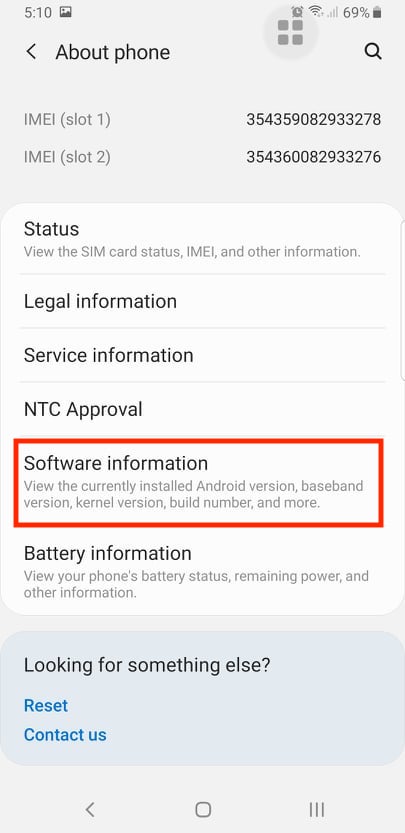 5:10 69%
About phone
IMEI (slot 1) 354359082933278
IMEI (slot 2) 354360082933276
Status
View the SIM card status, IMEI, and other information.
Legal information
Service information
NTC Approval
Software information
View the currently installed Android version, baseband
version, kernel version, build number, and more.
Battery information
View your phone's battery status, remaining power, and
other information.
Looking for something else?
Reset
Contact us